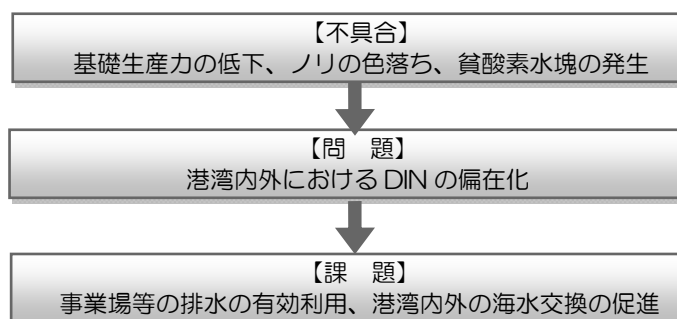 【不具合】
基礎生産力の低下、ノリの色落ち、貧酸素水塊の発生
【問　題】
港湾内外における DIN の偏在化
【課　題】
事業場等の排水の有効利用、港湾内外の海水交換の促進